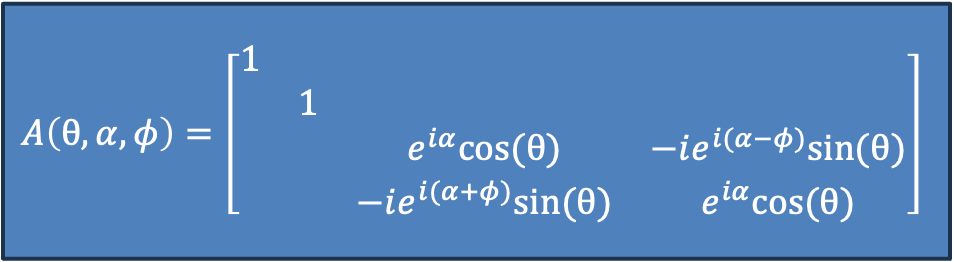 A(θ, α, ϕ) = [1
1
e^{iα}cos(θ) −ie^{i(α−ϕ)}sin(θ)
−ie^{i(α+ϕ)}sin(θ) e^{iα}cos(θ)]